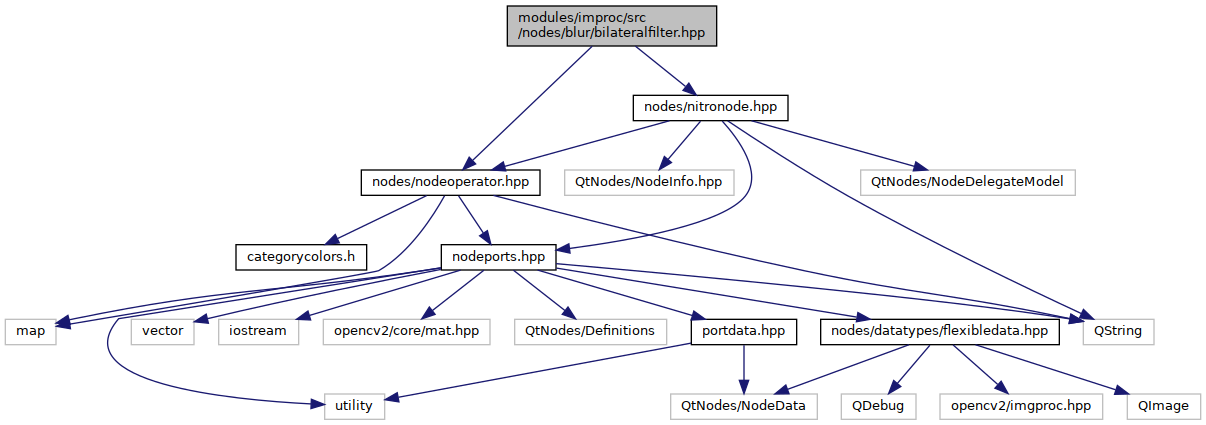 modules/improc/src
/nodes/blur/bilateralfilter.hpp
nodes/nitronode.hpp
nodes/nodeoperator.hpp
QtNodes/NodeInfo.hpp
QtNodes/NodeDelegateModel
categorycolors.h
nodeports.hpp
map
vector
iostream
opencv2/core/mat.hpp
QtNodes/Definitions
portdata.hpp
nodes/datatypes/flexibledata.hpp
QString
utility
QtNodes/NodeData
QDebug
opencv2/imgproc.hpp
QImage